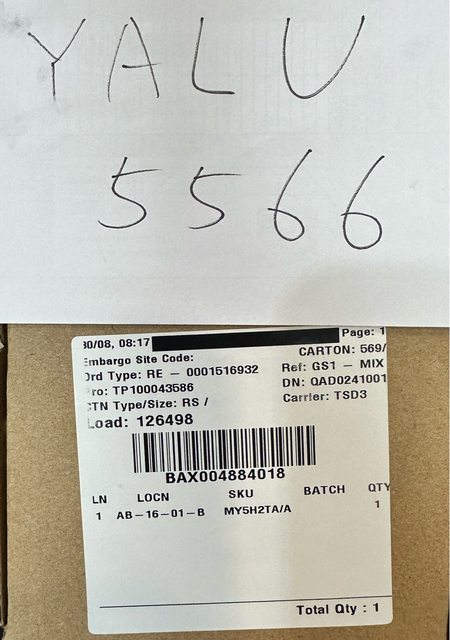 YALU
5566
30/08, 08:17 Page: 1
Embargo Site Code: CARTON: 569/
Ord Type: RE - 0001516932 Ref: GS1 - MIX
ro: TP100043586 DN: QAD0241001
CTN Type/Size: RS / Carrier: TSD3
Load: 126498
BAX004884018
LN LOCN SKU BATCH QTY
1 AB-16-01-B MY5H2TA/A 1
Total Qty : 1